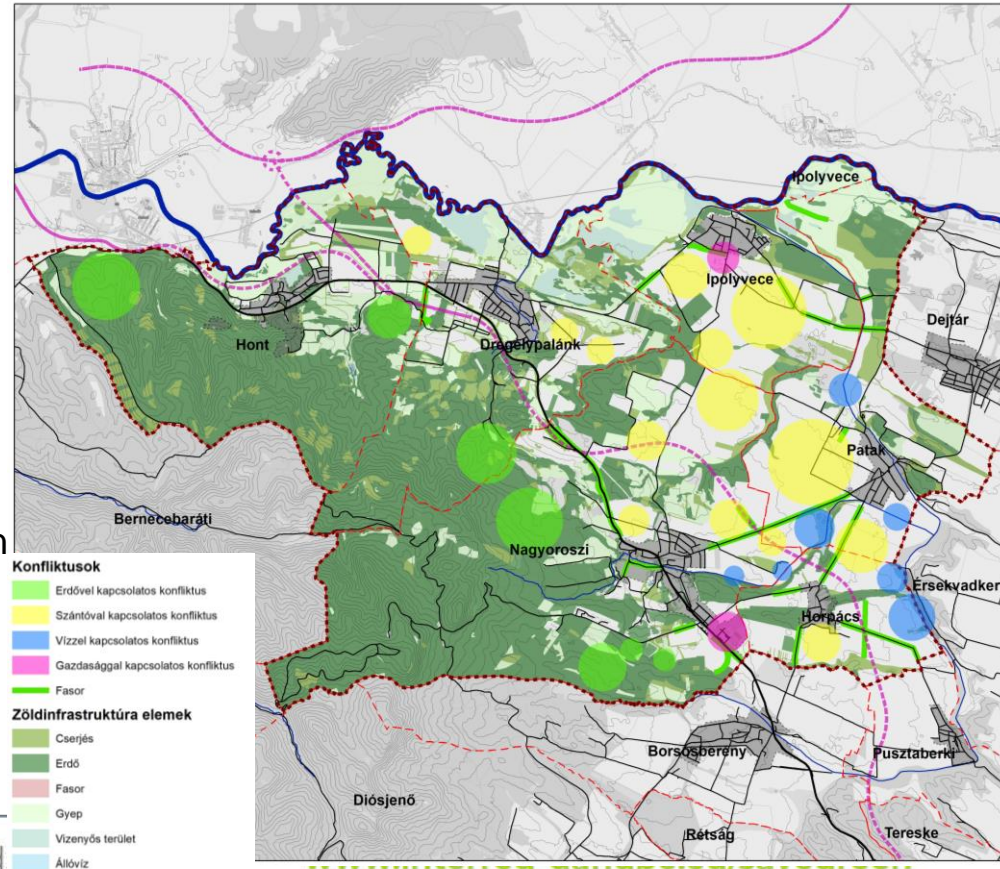 Ipolyvece
Ipolyvece
Dejtár
Hont
Drégelypalánk
Patak
Bernecebaráti
Nagyoroszi
Érsekvadker
Horpács
Borsosberény
Pusztaberki
Diósjenő
Rétság
Tereske
n
Konfliktusok
Erdővel kapcsolatos konfliktus
Szántóval kapcsolatos konfliktus
Vízzel kapcsolatos konfliktus
Gazdasággal kapcsolatos konfliktus
Fasor
Zöldinfrastruktúra elemek
Cserjés
Erdő
Fasor
Gyep
Vizenyős terület
Állóvíz